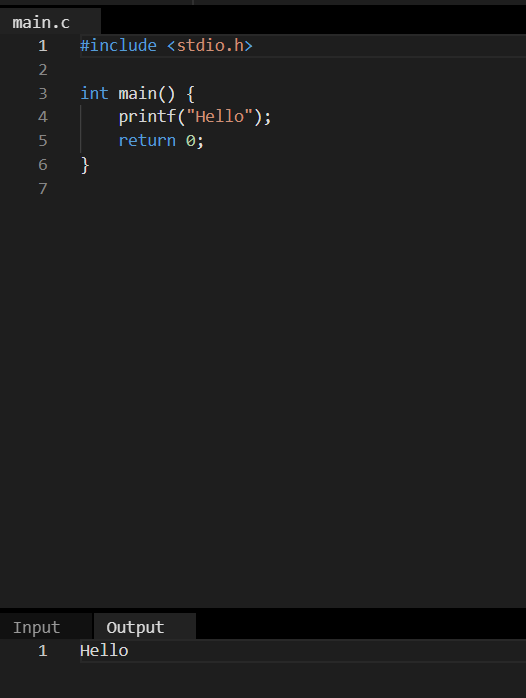 main.c
1 #include <stdio.h>
2
3 int main() {
4     printf("Hello");
5     return 0;
6 }
7
Input Output
1 Hello